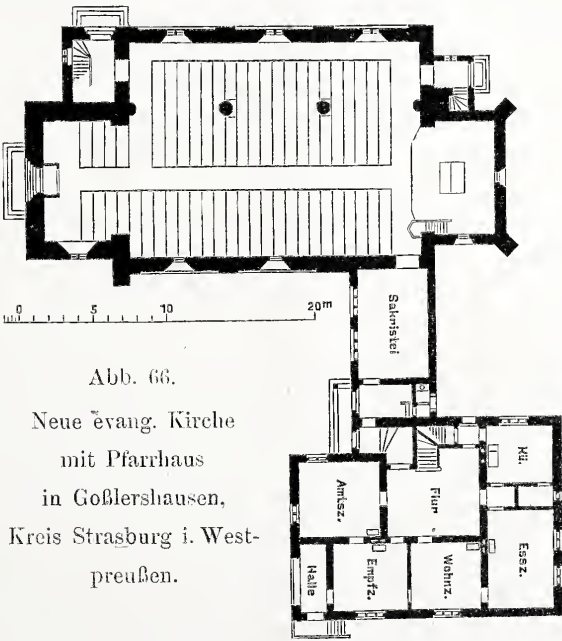 Sakristei
0 5 10 20m
Abb. 66.
Neue evang. Kirche
mit Pfarrhaus
in Goßlershausen,
Kreis Strasburg i. West-
preußen.
Kü.
Amtsz.
Flur
Essz.
Halle
Empfz.
Wohnz.